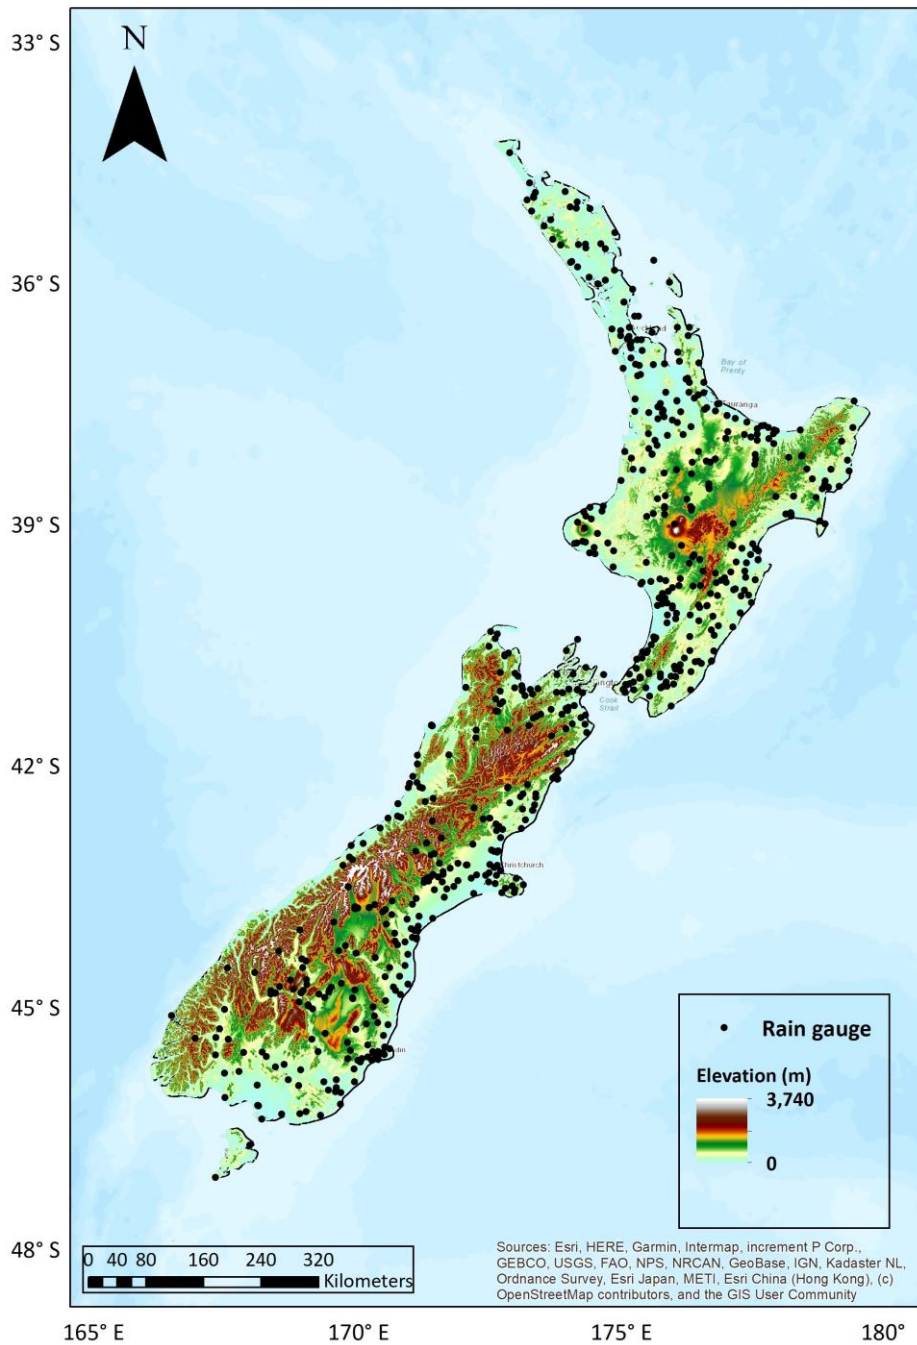 33° S
N
36° S
Bay of
Plenty
Tauranga
39° S
Cook
Strait
42° S
Christchurch
45° S
Rain gauge
Elevation (m)
3,740
0
48° S
0 40 80 160 240 320
Kilometers
Sources: Esri, HERE, Garmin, Intermap, increment P Corp.,
GEBCO, USGS, FAO, NPS, NRCAN, GeoBase, IGN, Kadaster NL,
Ordnance Survey, Esri Japan, METI, Esri China (Hong Kong), (c)
OpenStreetMap contributors, and the GIS User Community
165° E 170° E 175° E 180°